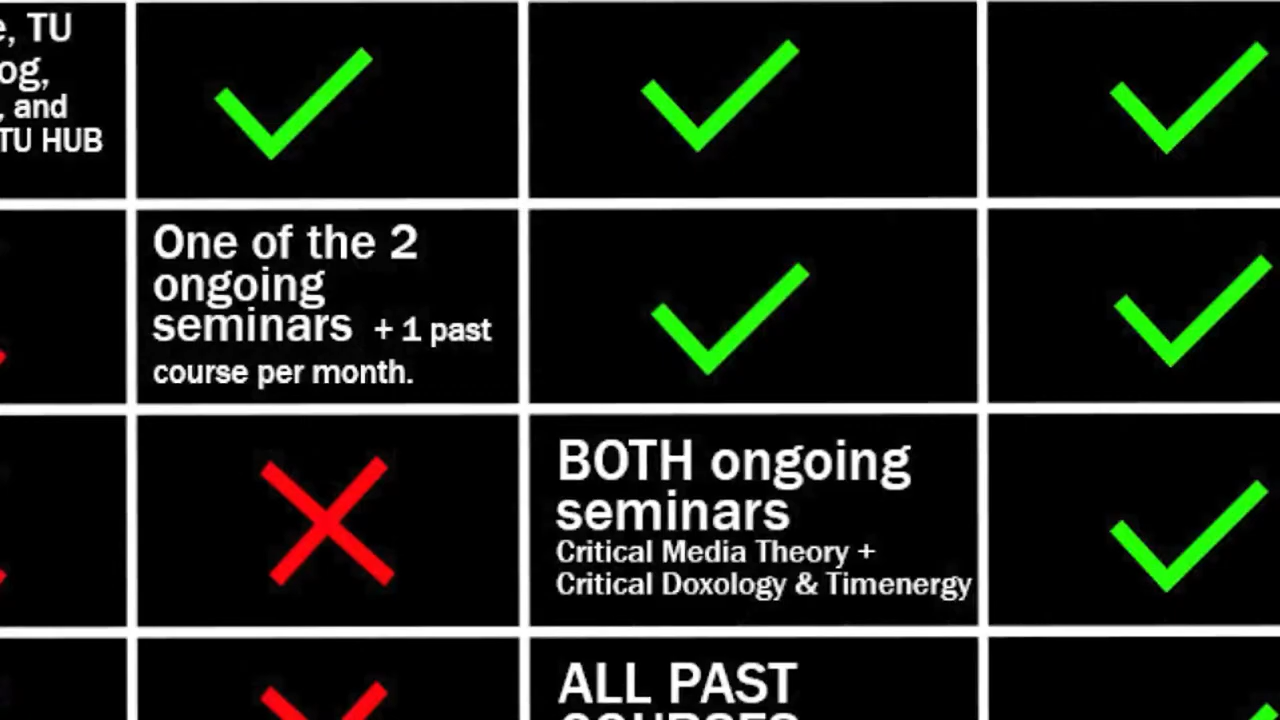 TU
and
TU HUB
One of the 2
ongoing
seminars + 1 past
course per month.
BOTH ongoing
seminars
Critical Media Theory +
Critical Doxology & Timenergy
ALL PAST
COURSES